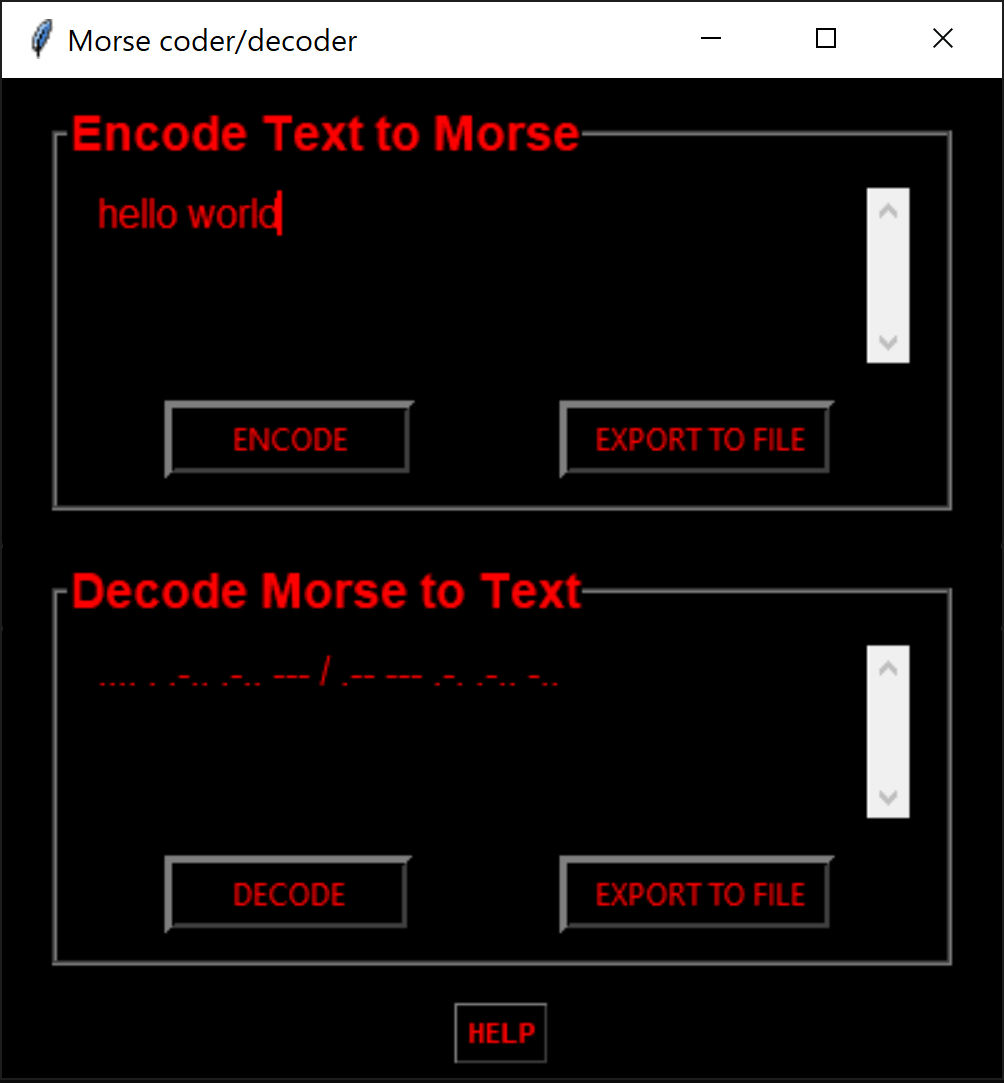 Morse coder/decoder
Encode Text to Morse
hello world
ENCODE EXPORT TO FILE
Decode Morse to Text
.... . .-.. .-.. --- / .-- --- .-. .-.. -..
DECODE EXPORT TO FILE
HELP